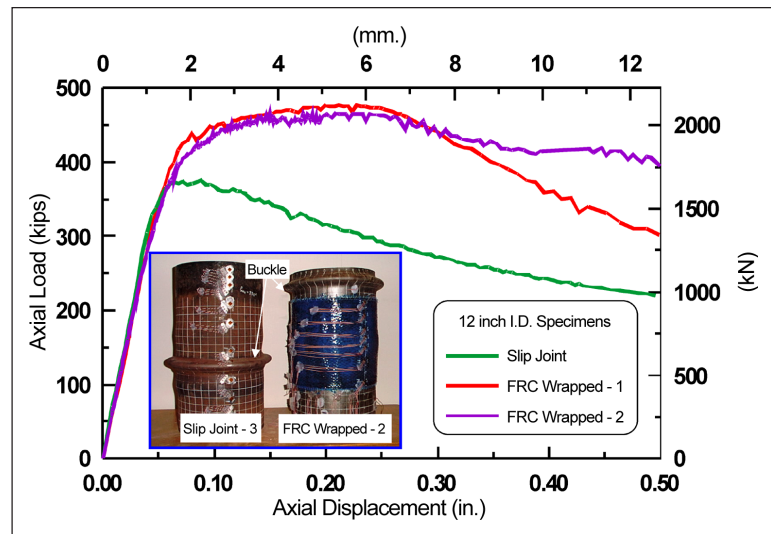 (mm.)
0 2 4 6 8 10 12
500
400
300
200
100
0
Axial Load (kips)
2000
1500
1000
500
0
(kN)
Buckle
Slip Joint - 3
FRC Wrapped - 2
12 inch I.D. Specimens
Slip Joint
FRC Wrapped - 1
FRC Wrapped - 2
0.00 0.10 0.20 0.30 0.40 0.50
Axial Displacement (in.)